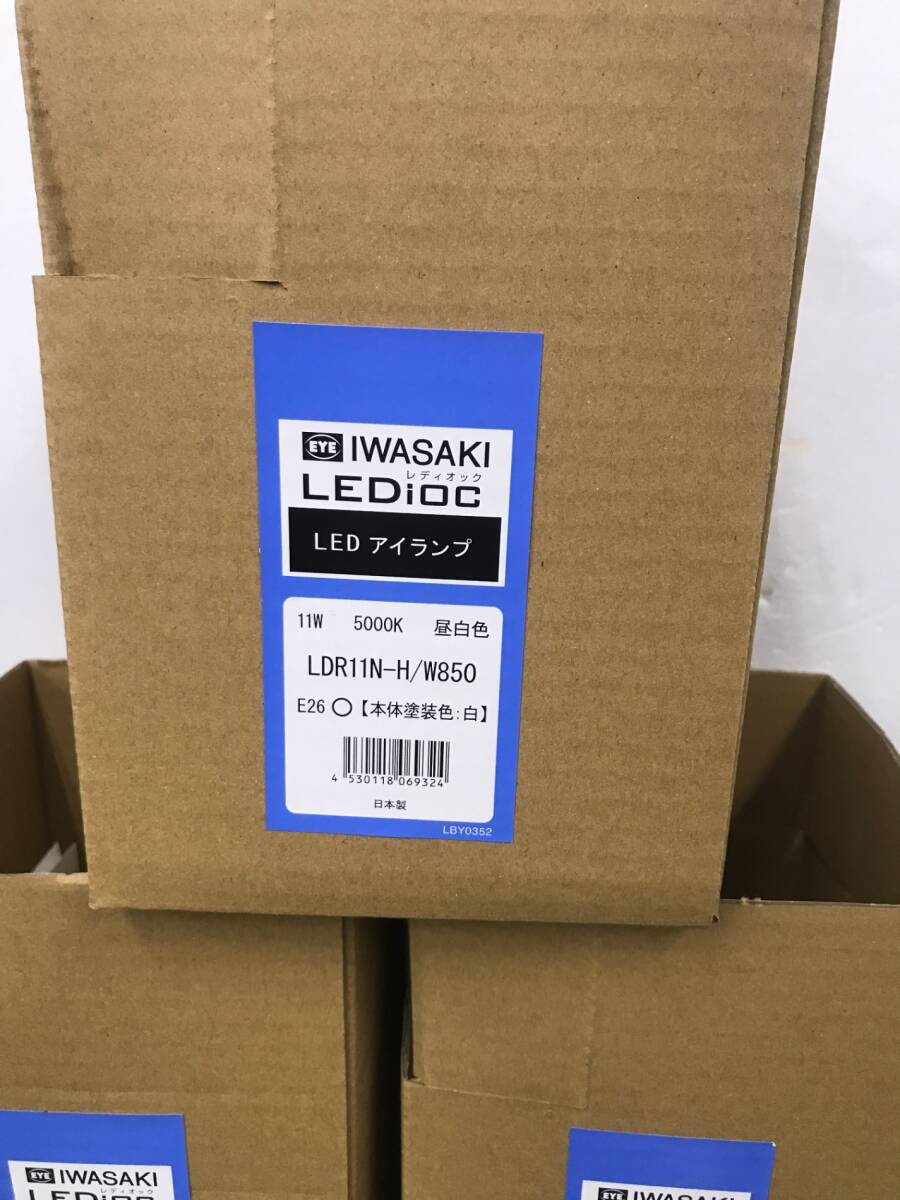 EYE IWASAKI
レディオック
LEDiOC
LED アイランプ
11W 5000K 昼白色
LDR11N-H/W850
E26 ○【本体塗装色:白】
4 530118 069324
日本製
LBY0352
EYE IWASAKI
レディオック
LEDiOC
EYE IWASAKI